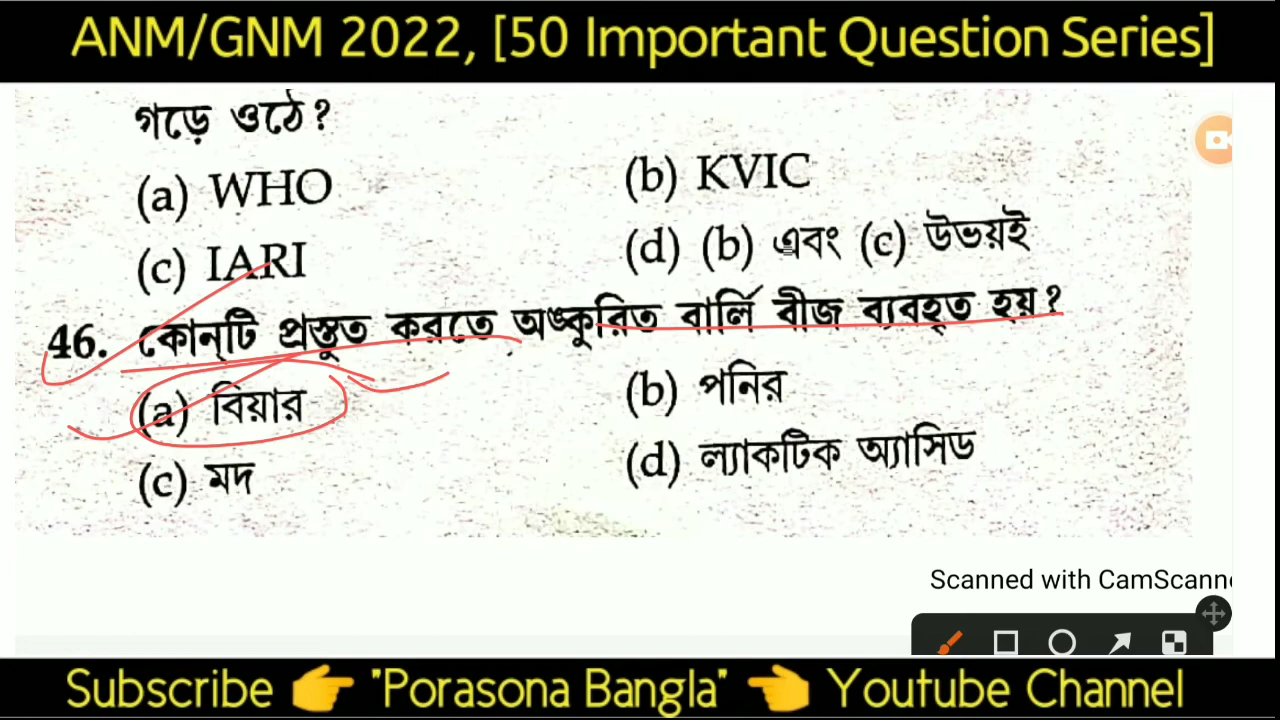 ANM/GNM 2022, [50 Important Question Series]
গড়ে ওঠে?
(a) WHO (b) KVIC
(c) IARI (d) (b) এবং (c) উভয়ই
46. কোন্‌টি প্রস্তুত করতে অঙ্কুরিত বার্লি বীজ ব্যবহৃত হয়?
(a) বিয়ার (b) পনির
(c) মদ (d) ল্যাকটিক অ্যাসিড
Scanned with CamScann
Subscribe 👉 "Porasona Bangla" 👈 Youtube Channel